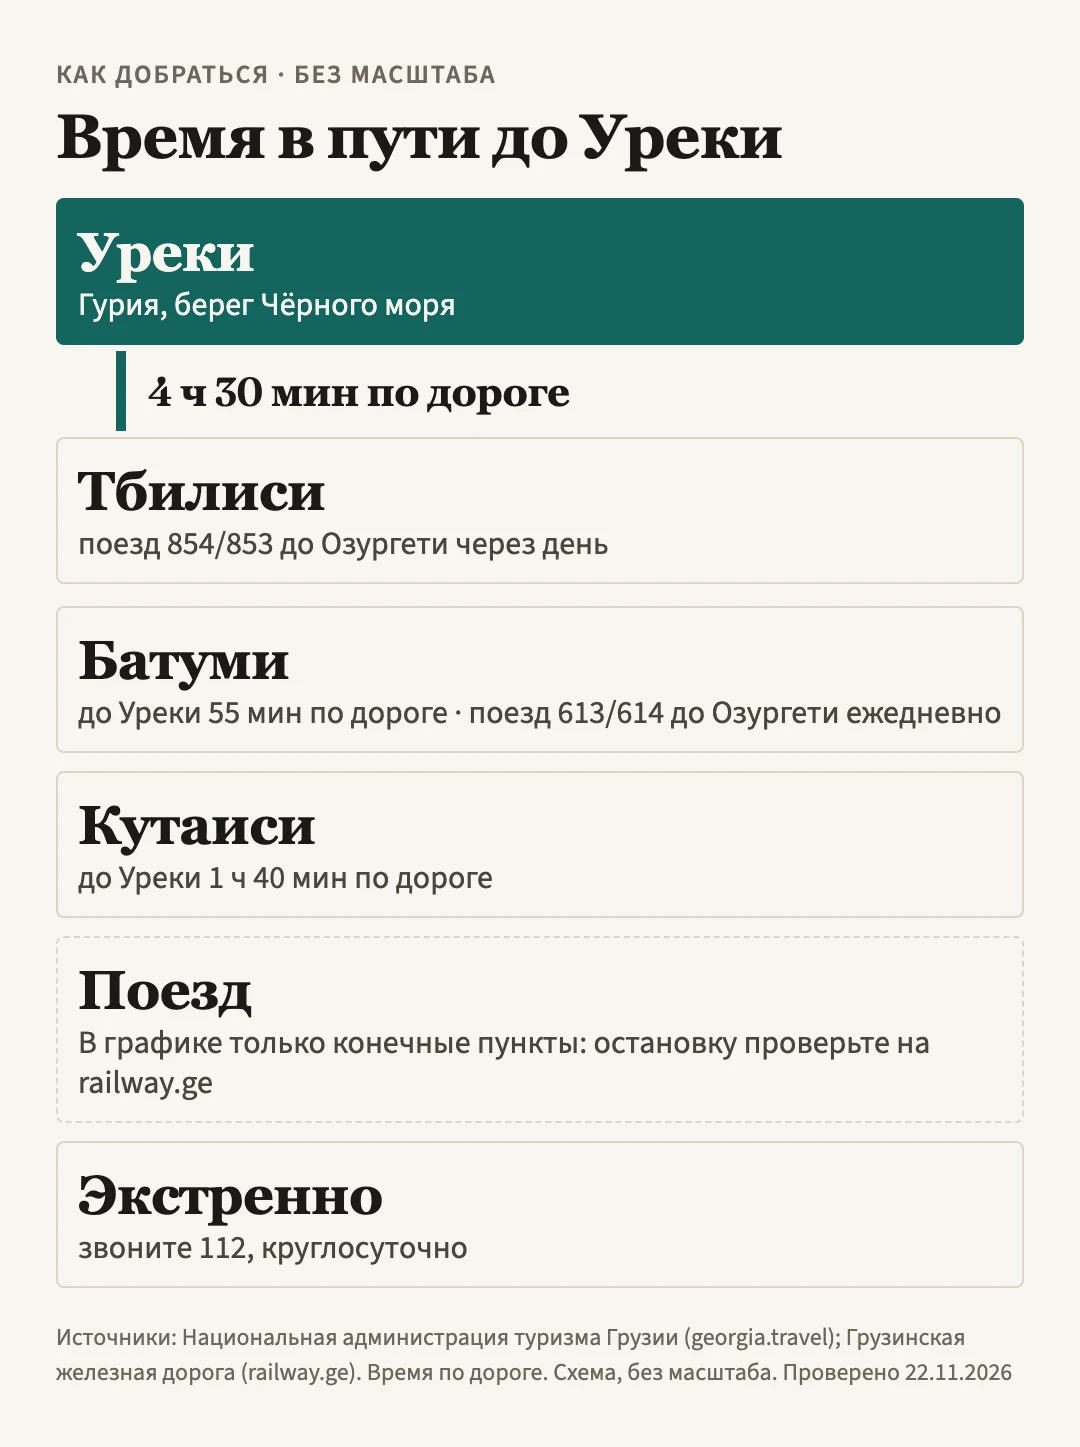 КАК ДОБРАТЬСЯ · БЕЗ МАСШТАБА
Время в пути до Уреки
Уреки
Гурия, берег Чёрного моря
4 ч 30 мин по дороге
Тбилиси
поезд 854/853 до Озургети через день
Батуми
до Уреки 55 мин по дороге · поезд 613/614 до Озургети ежедневно
Кутаиси
до Уреки 1 ч 40 мин по дороге
Поезд
В графике только конечные пункты: остановку проверьте на
railway.ge
Экстренно
звоните 112, круглосуточно
Источники: Национальная администрация туризма Грузии (georgia.travel); Грузинская
железная дорога (railway.ge). Время по дороге. Схема, без масштаба. Проверено 22.11.2026